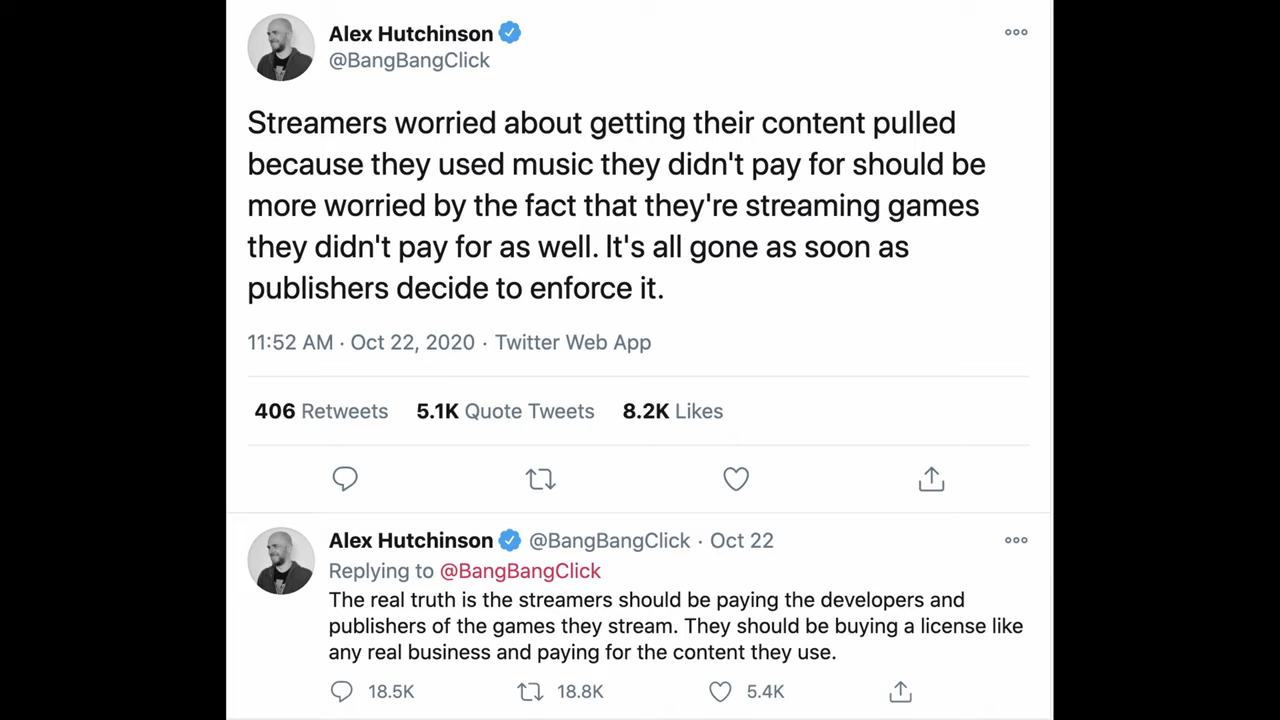 Alex Hutchinson
@BangBangClick
Streamers worried about getting their content pulled
because they used music they didn't pay for should be
more worried by the fact that they're streaming games
they didn't pay for as well. It's all gone as soon as
publishers decide to enforce it.
11:52 AM · Oct 22, 2020 · Twitter Web App
406 Retweets 5.1K Quote Tweets 8.2K Likes
Alex Hutchinson @BangBangClick · Oct 22
Replying to @BangBangClick
The real truth is the streamers should be paying the developers and
publishers of the games they stream. They should be buying a license like
any real business and paying for the content they use.
18.5K 18.8K 5.4K